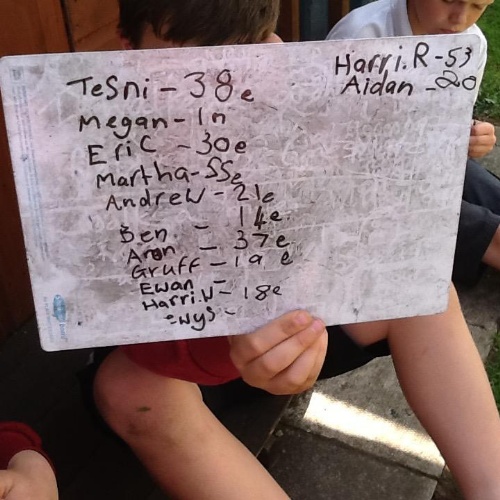 Harri.R-53
Aidan -20
Tesni-38e
Megan-1n
Eric -30e
Martha-55e
Andrew-21e
Ben - 14e
Aron - 37e
Gruff-19 e
Ewan -
Harri.W-18e